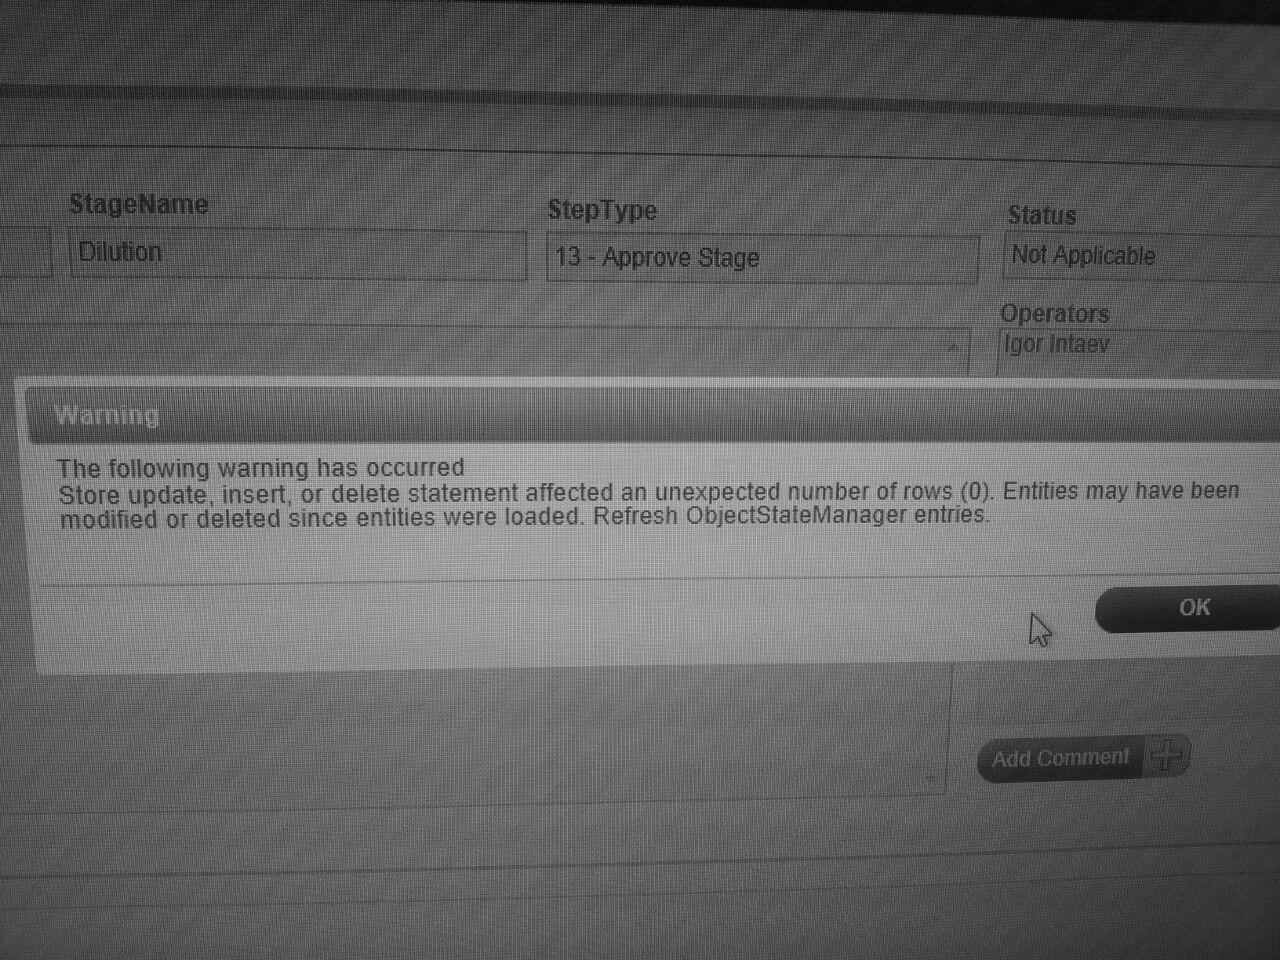 StageName
StepType
Status
Dilution
13 - Approve Stage
Not Applicable
Operators
Igor Intaev
Warning
The following warning has occurred
Store update, insert, or delete statement affected an unexpected number of rows (0). Entities may have been
modified or deleted since entities were loaded. Refresh ObjectStateManager entries.
OK
Add Comment